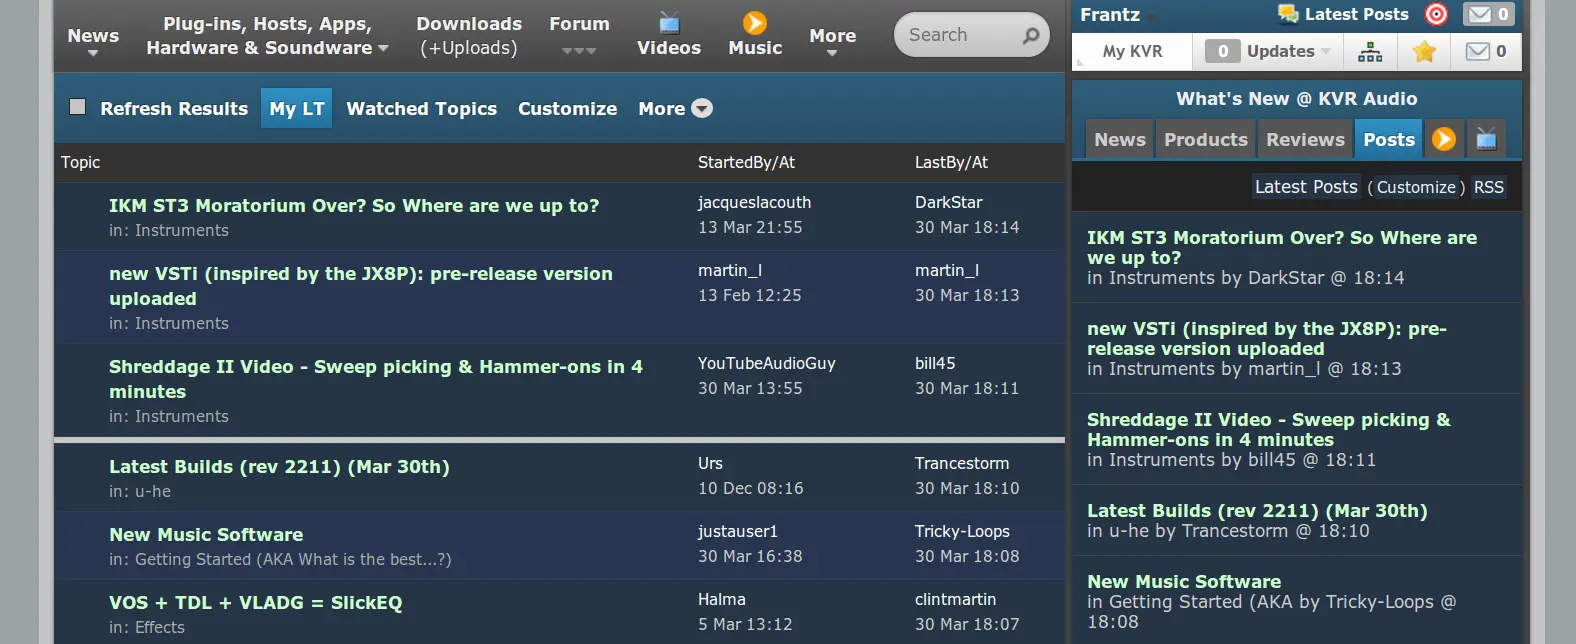 News
Plug-ins, Hosts, Apps,
Hardware & Soundware
Downloads
(+Uploads)
Forum
Videos
Music
More
Search
Frantz
Latest Posts
0
My KVR
0 Updates
0
Refresh Results
My LT
Watched Topics
Customize
More
Topic
StartedBy/At
LastBy/At
IKM ST3 Moratorium Over? So Where are we up to?
in: Instruments
jacqueslacouth
13 Mar 21:55
DarkStar
30 Mar 18:14
new VSTi (inspired by the JX8P): pre-release version
uploaded
in: Instruments
martin_l
13 Feb 12:25
martin_l
30 Mar 18:13
Shreddage II Video - Sweep picking & Hammer-ons in 4
minutes
in: Instruments
YouTubeAudioGuy
30 Mar 13:55
bill45
30 Mar 18:11
Latest Builds (rev 2211) (Mar 30th)
in: u-he
Urs
10 Dec 08:16
Trancestorm
30 Mar 18:10
New Music Software
in: Getting Started (AKA What is the best...?)
justauser1
30 Mar 16:38
Tricky-Loops
30 Mar 18:08
VOS + TDL + VLADG = SlickEQ
in: Effects
Halma
5 Mar 13:12
clintmartin
30 Mar 18:07
What's New @ KVR Audio
News
Products
Reviews
Posts
Latest Posts (Customize) RSS
IKM ST3 Moratorium Over? So Where are
we up to?
in Instruments by DarkStar @ 18:14
new VSTi (inspired by the JX8P): pre-
release version uploaded
in Instruments by martin_l @ 18:13
Shreddage II Video - Sweep picking &
Hammer-ons in 4 minutes
in Instruments by bill45 @ 18:11
Latest Builds (rev 2211) (Mar 30th)
in u-he by Trancestorm @ 18:10
New Music Software
in Getting Started (AKA by Tricky-Loops @
18:08